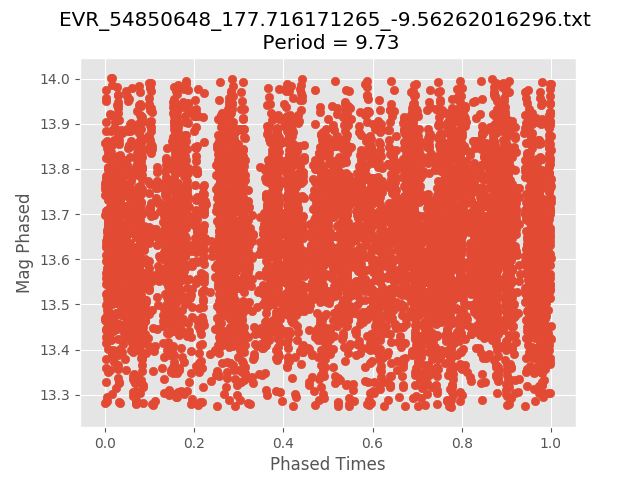 EVR_54850648_177.716171265_-9.56262016296.txt
Period = 9.73
14.0
13.9
13.8
13.7
13.6
13.5
13.4
13.3
Mag Phased
0.0 0.2 0.4 0.6 0.8 1.0
Phased Times